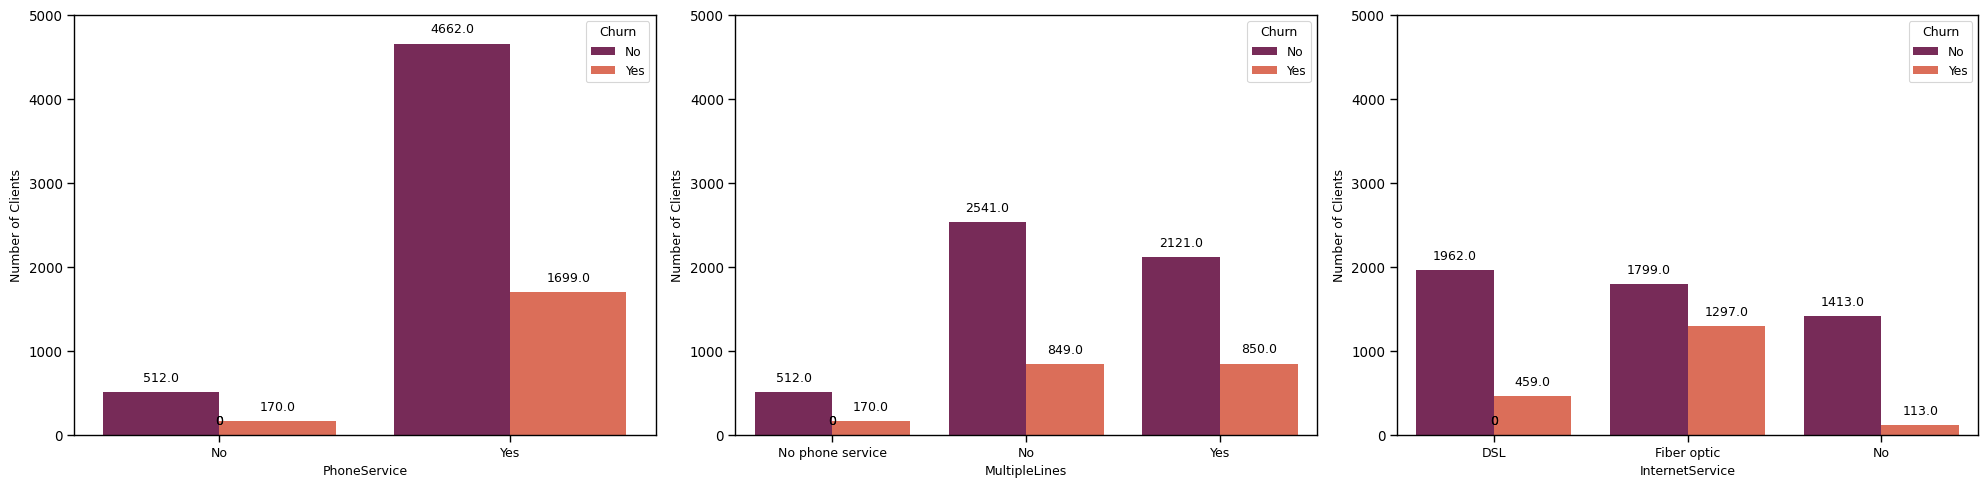 5000
4000
3000
2000
1000
0
Number of Clients
4662.0
1699.0
512.0
170.0
0
No
Yes
PhoneService
Churn
No
Yes
5000
4000
3000
2000
1000
0
Number of Clients
512.0
170.0
0
2541.0
849.0
2121.0
850.0
No phone service
No
Yes
MultipleLines
Churn
No
Yes
5000
4000
3000
2000
1000
0
Number of Clients
1962.0
459.0
0
1799.0
1297.0
1413.0
113.0
DSL
Fiber optic
No
InternetService
Churn
No
Yes